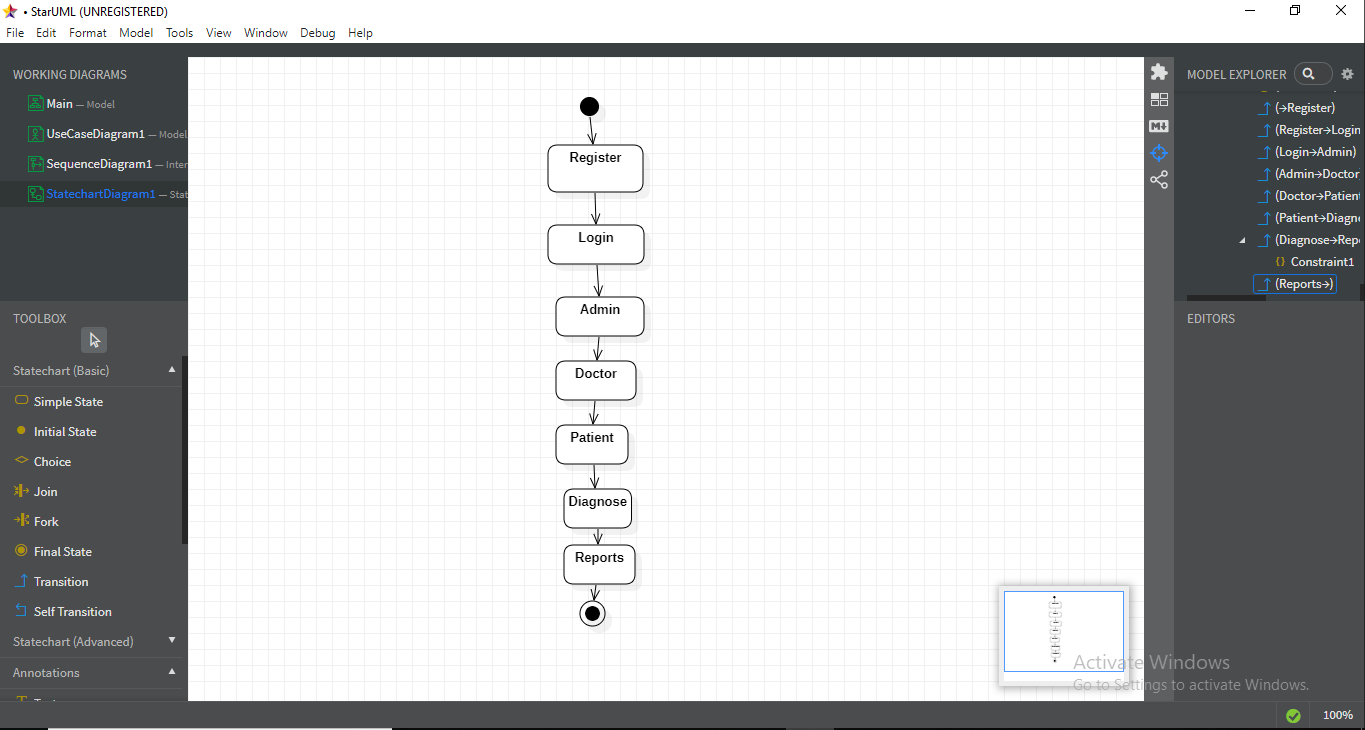 • StarUML (UNREGISTERED)
File Edit Format Model Tools View Window Debug Help
WORKING DIAGRAMS
Main — Model
UseCaseDiagram1 — Model
SequenceDiagram1 — Inter
StatechartDiagram1 — Stat
TOOLBOX
Statechart (Basic)
Simple State
Initial State
Choice
Join
Fork
Final State
Transition
Self Transition
Statechart (Advanced)
Annotations
Register
Login
Admin
Doctor
Patient
Diagnose
Reports
MODEL EXPLORER
(→Register)
(Register→Login
(Login→Admin)
(Admin→Doctor
(Doctor→Patient
(Patient→Diagn
(Diagnose→Rep
{} Constraint1
(Reports→)
EDITORS
Activate Windows
Go to Settings to activate Windows.
100%